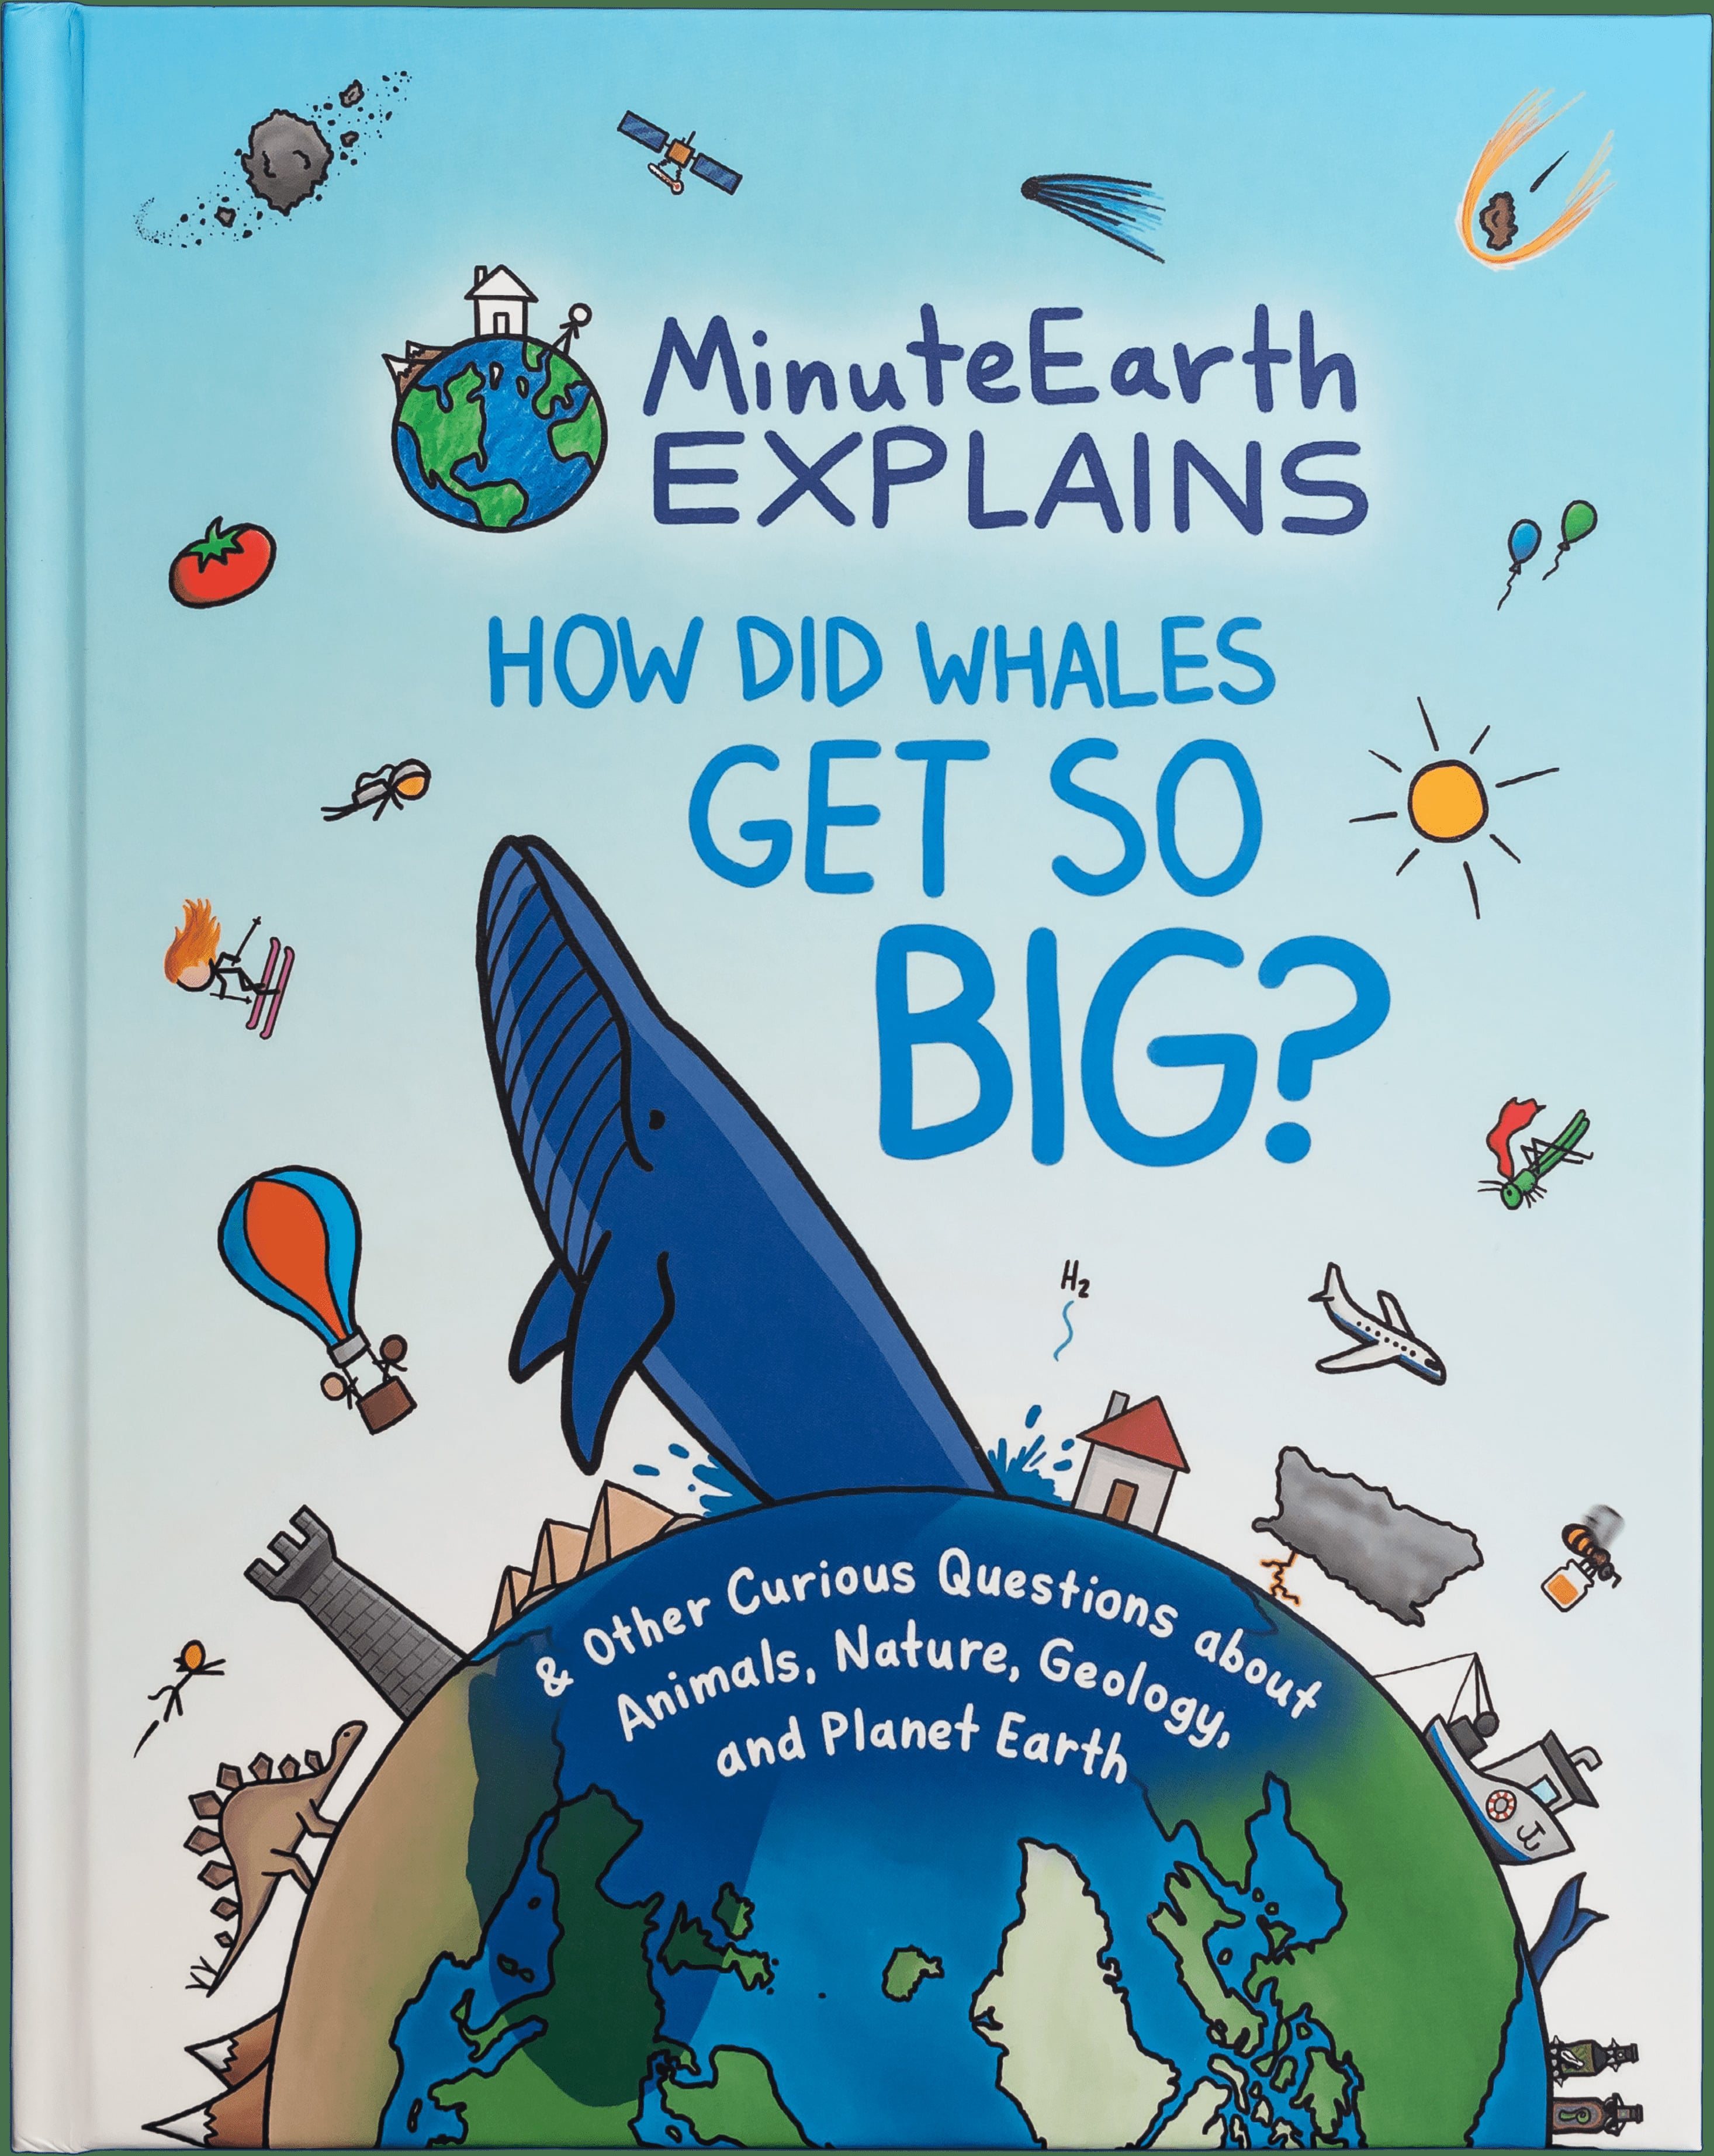 MinuteEarth
EXPLAINS
HOW DID WHALES
GET SO
BIG?
H2
& Other Curious Questions about
Animals, Nature, Geology,
and Planet Earth